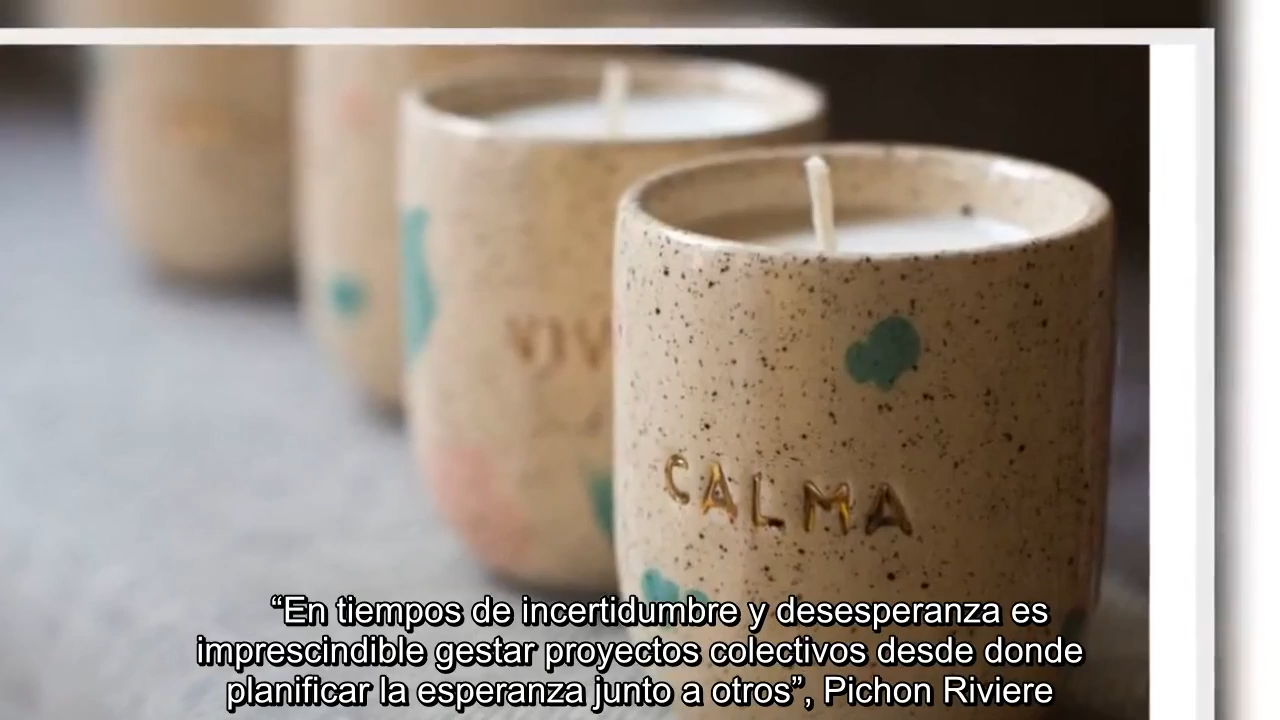 CALMA
“En tiempos de incertidumbre y desesperanza es
imprescindible gestar proyectos colectivos desde donde
planificar la esperanza junto a otros”, Pichon Riviere